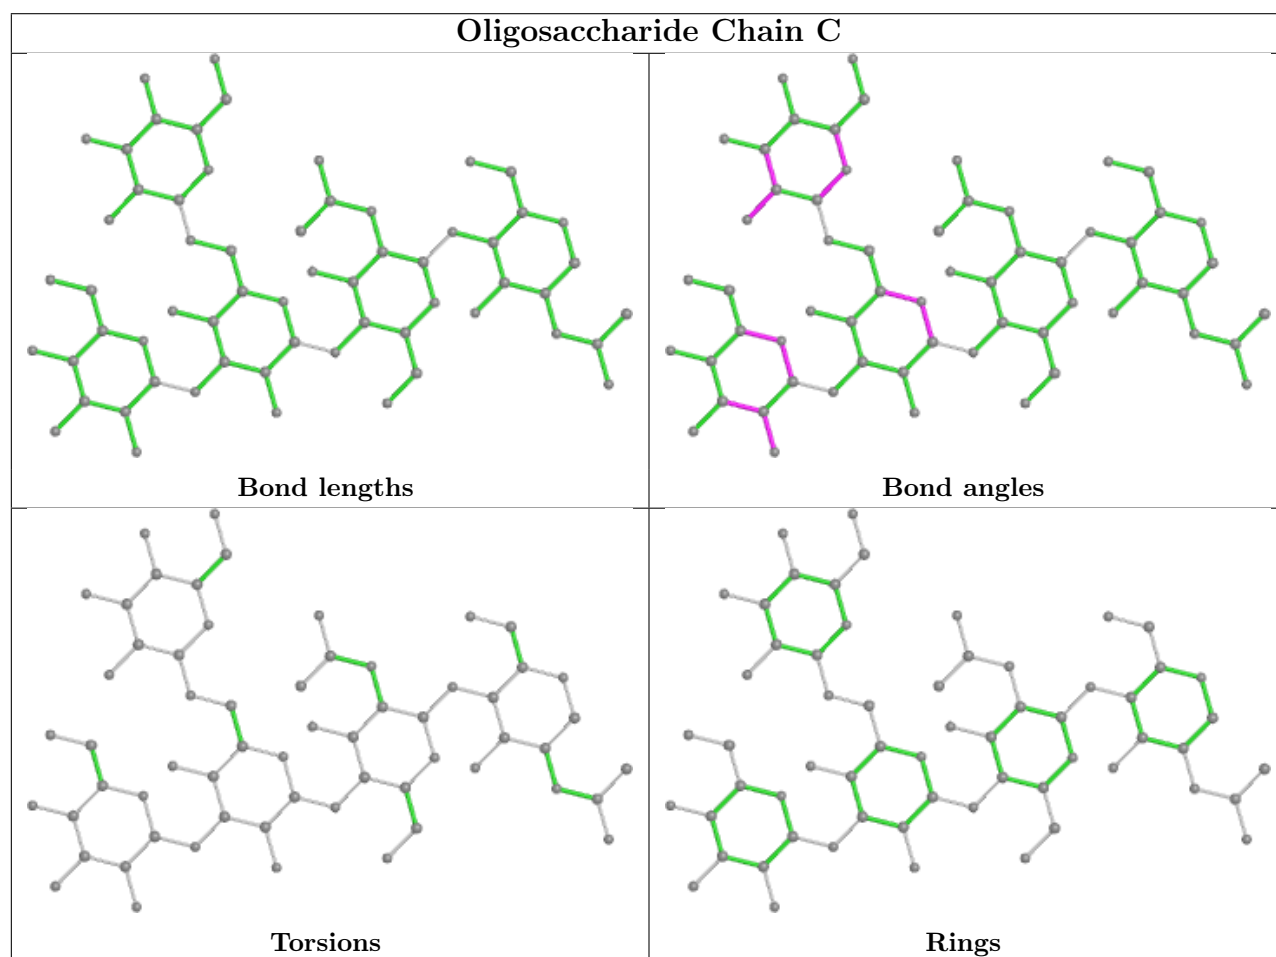 Oligosaccharide Chain C
Bond lengths
Bond angles
Torsions
Rings